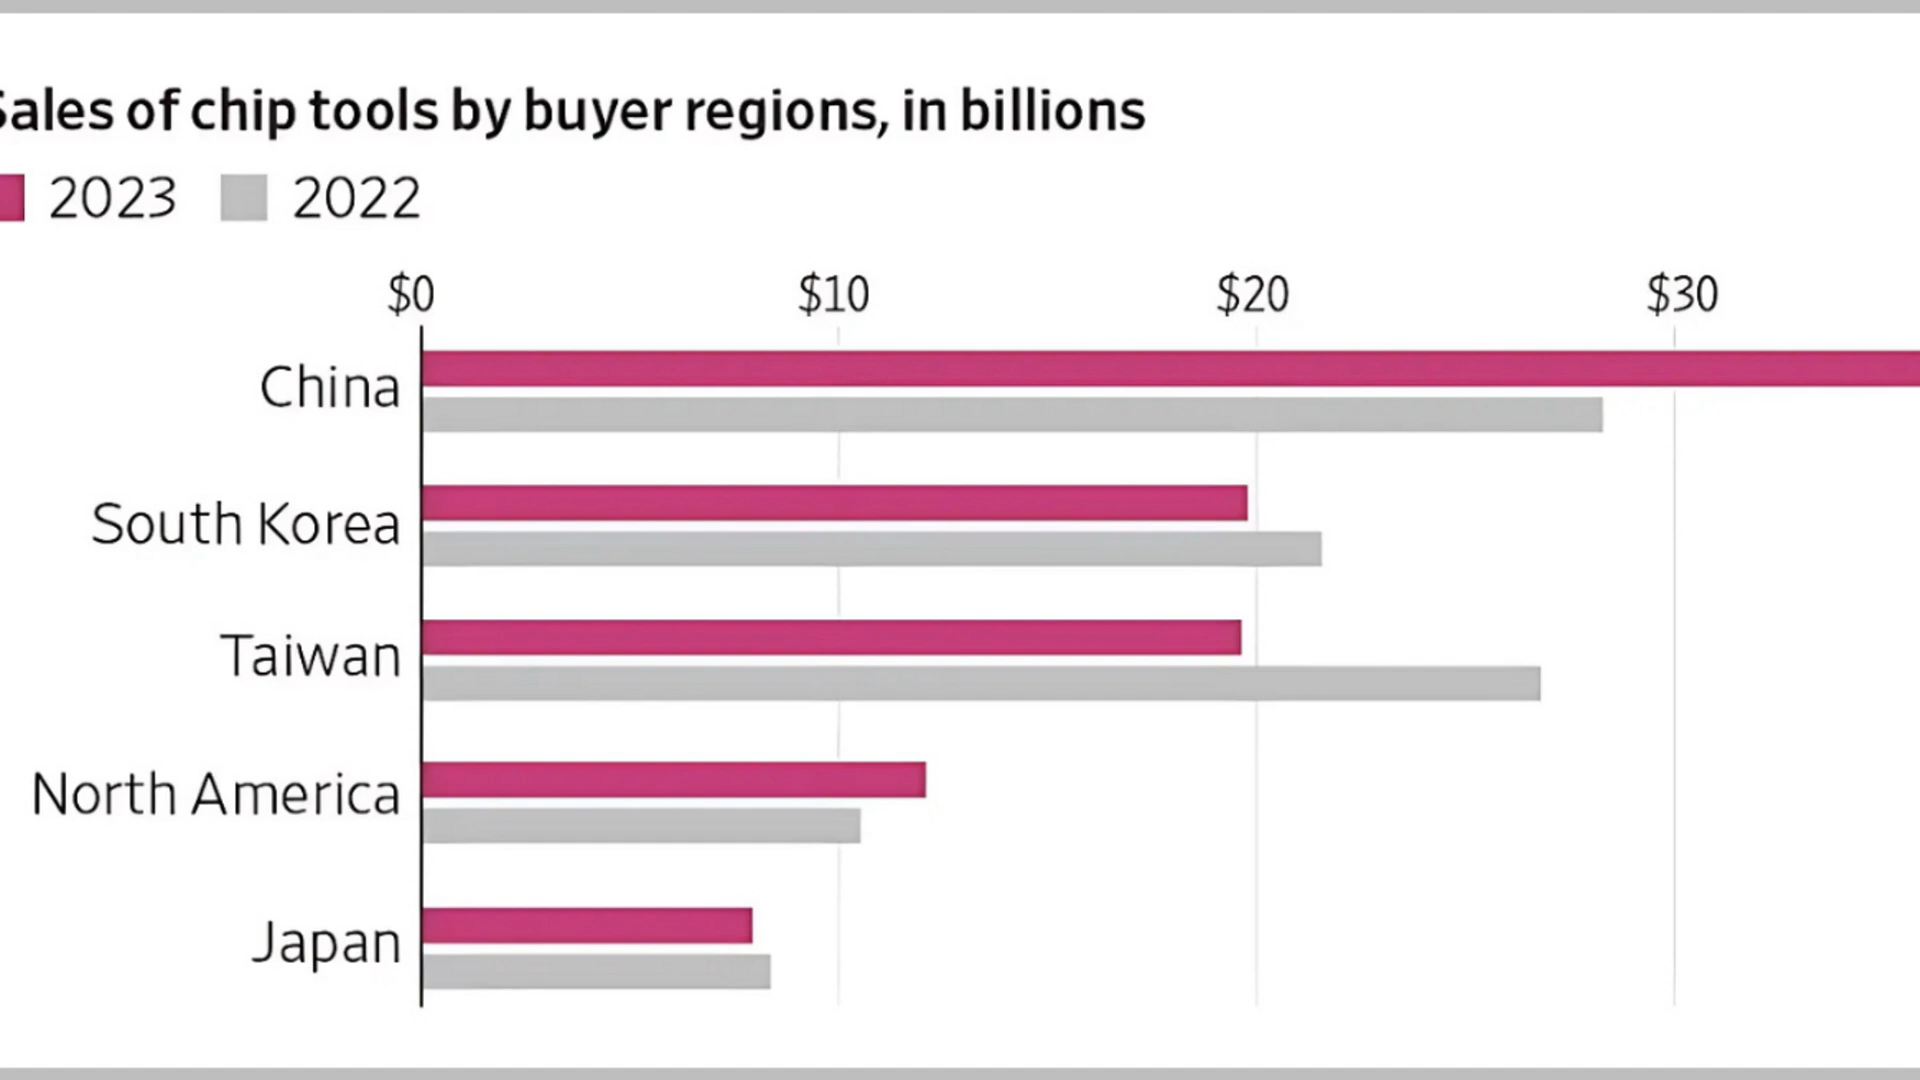 Sales of chip tools by buyer regions, in billions
2023 2022
$0 $10 $20 $30
China
South Korea
Taiwan
North America
Japan